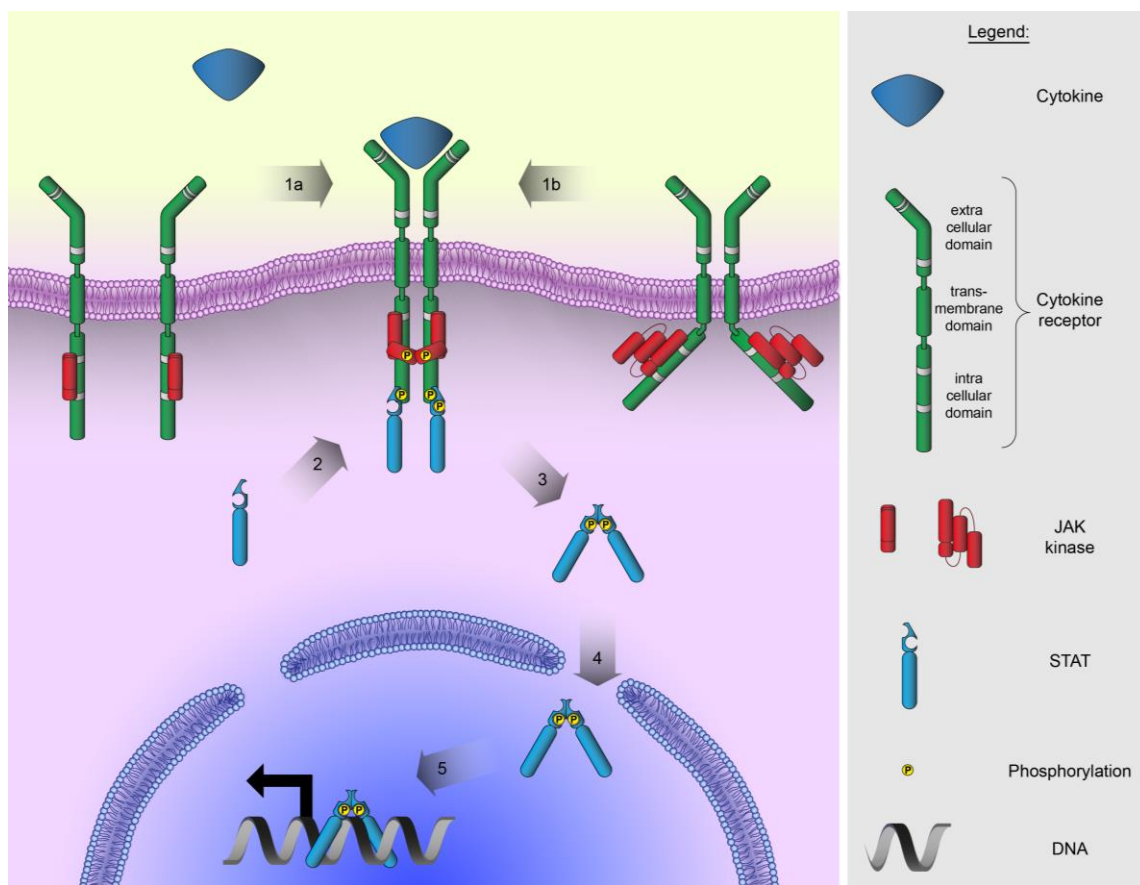 1a
1b
P
P
P
P
P
2
3
P
P
4
P
P
5
P
P
Legend:
Cytokine
extra
cellular
domain
trans-
membrane
domain
intra
cellular
domain
Cytokine
receptor
JAK
kinase
STAT
P
Phosphorylation
DNA